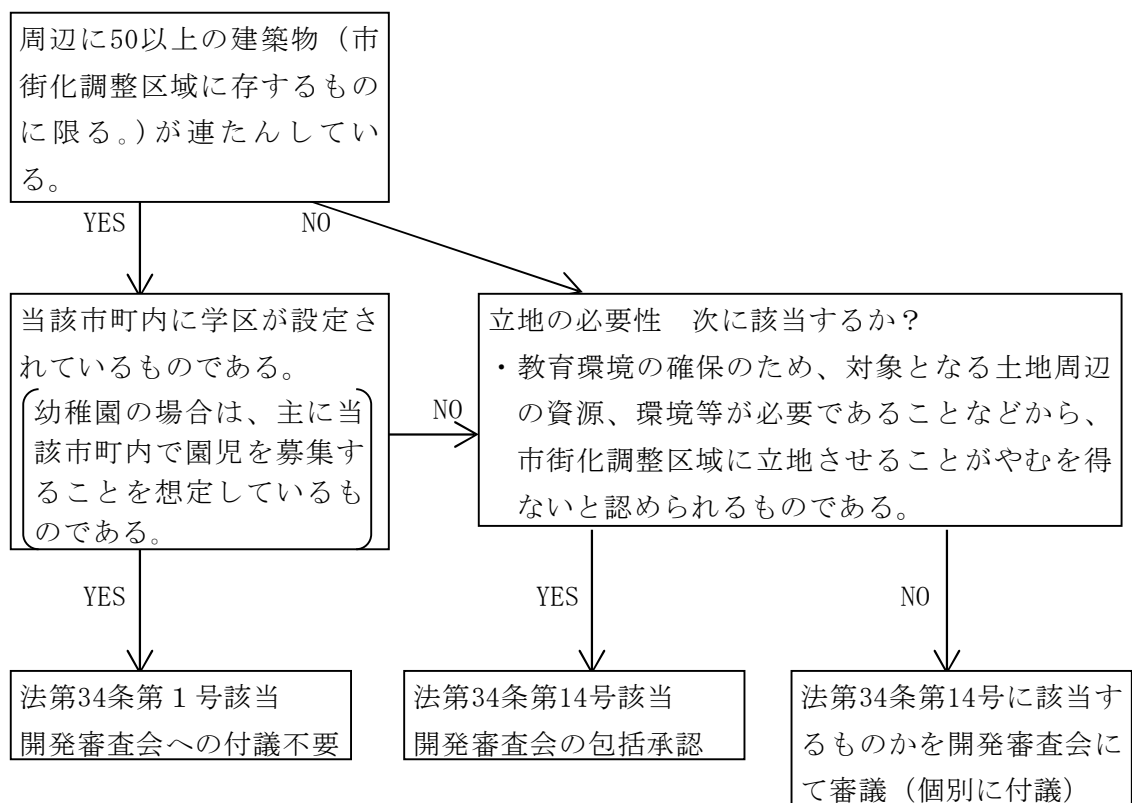 周辺に50以上の建築物（市
街化調整区域に存するもの
に限る。）が連たんしてい
る。
YES
NO
当該市町内に学区が設定さ
れているものである。
幼稚園の場合は、主に当
該市町内で園児を募集す
ることを想定しているも
のである。
NO
立地の必要性　次に該当するか？
・教育環境の確保のため、対象となる土地周辺
の資源、環境等が必要であることなどから、
市街化調整区域に立地させることがやむを得
ないと認められるものである。
YES
YES
NO
法第34条第１号該当
開発審査会への付議不要
法第34条第14号該当
開発審査会の包括承認
法第34条第14号に該当す
るものかを開発審査会に
て審議（個別に付議）